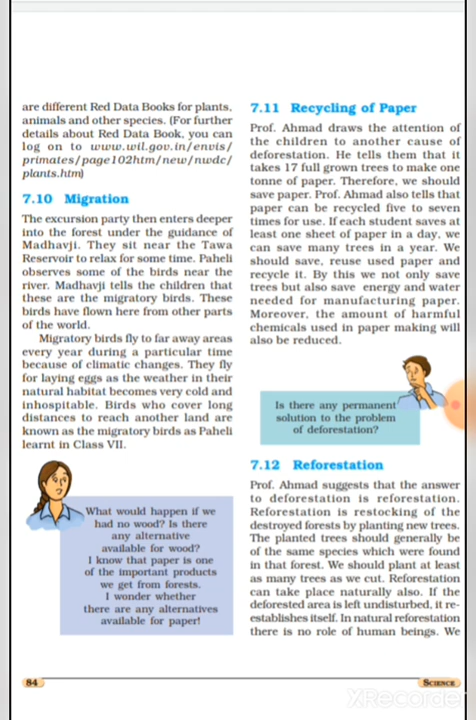 are different Red Data Books for plants,
animals and other species. (For further
details about Red Data Book, you can
log on to www.wil.gov.in/envis/
primates/page102htm/new/nwdc/
plants.htm)
7.10 Migration
The excursion party then enters deeper
into the forest under the guidance of
Madhavji. They sit near the Tawa
Reservoir to relax for some time. Paheli
observes some of the birds near the
river. Madhavji tells the children that
these are the migratory birds. These
birds have flown here from other parts
of the world.
Migratory birds fly to far away areas
every year during a particular time
because of climatic changes. They fly
for laying eggs as the weather in their
natural habitat becomes very cold and
inhospitable. Birds who cover long
distances to reach another land are
known as the migratory birds as Paheli
learnt in Class VII.
What would happen if we
had no wood? Is there
any alternative
available for wood?
I know that paper is one
of the important products
we get from forests.
I wonder whether
there are any alternatives
available for paper!
7.11 Recycling of Paper
Prof. Ahmad draws the attention of
the children to another cause of
deforestation. He tells them that it
takes 17 full grown trees to make one
tonne of paper. Therefore, we should
save paper. Prof. Ahmad also tells that
paper can be recycled five to seven
times for use. If each student saves at
least one sheet of paper in a day, we
can save many trees in a year. We
should save, reuse used paper and
recycle it. By this we not only save
trees but also save energy and water
needed for manufacturing paper.
Moreover, the amount of harmful
chemicals used in paper making will
also be reduced.
Is there any permanent
solution to the problem
of deforestation?
7.12 Reforestation
Prof. Ahmad suggests that the answer
to deforestation is reforestation.
Reforestation is restocking of the
destroyed forests by planting new trees.
The planted trees should generally be
of the same species which were found
in that forest. We should plant at least
as many trees as we cut. Reforestation
can take place naturally also. If the
deforested area is left undisturbed, it re-
establishes itself. In natural reforestation
there is no role of human beings. We
84
SCIENCE
XRecorder